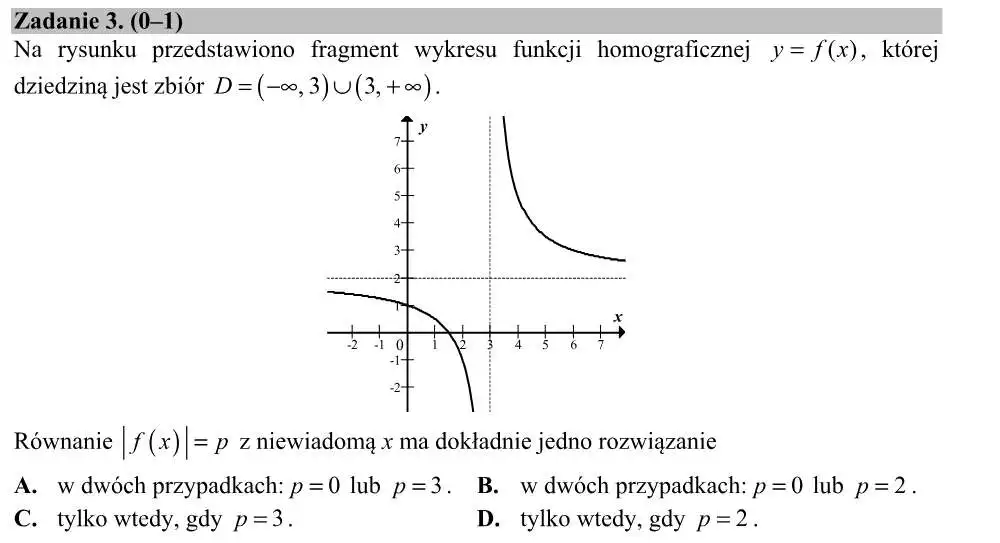 Zadanie 3. (0–1)
Na rysunku przedstawiono fragment wykresu funkcji homograficznej y = f(x), której
dziedziną jest zbiór D = (−∞, 3) ∪ (3, +∞).
y
7
6
5
4
3
2
1
x
-2 -1 0 1 2 3 4 5 6 7
-1
-2
Równanie |f(x)| = p z niewiadomą x ma dokładnie jedno rozwiązanie
A. w dwóch przypadkach: p = 0 lub p = 3. B. w dwóch przypadkach: p = 0 lub p = 2.
C. tylko wtedy, gdy p = 3. D. tylko wtedy, gdy p = 2.